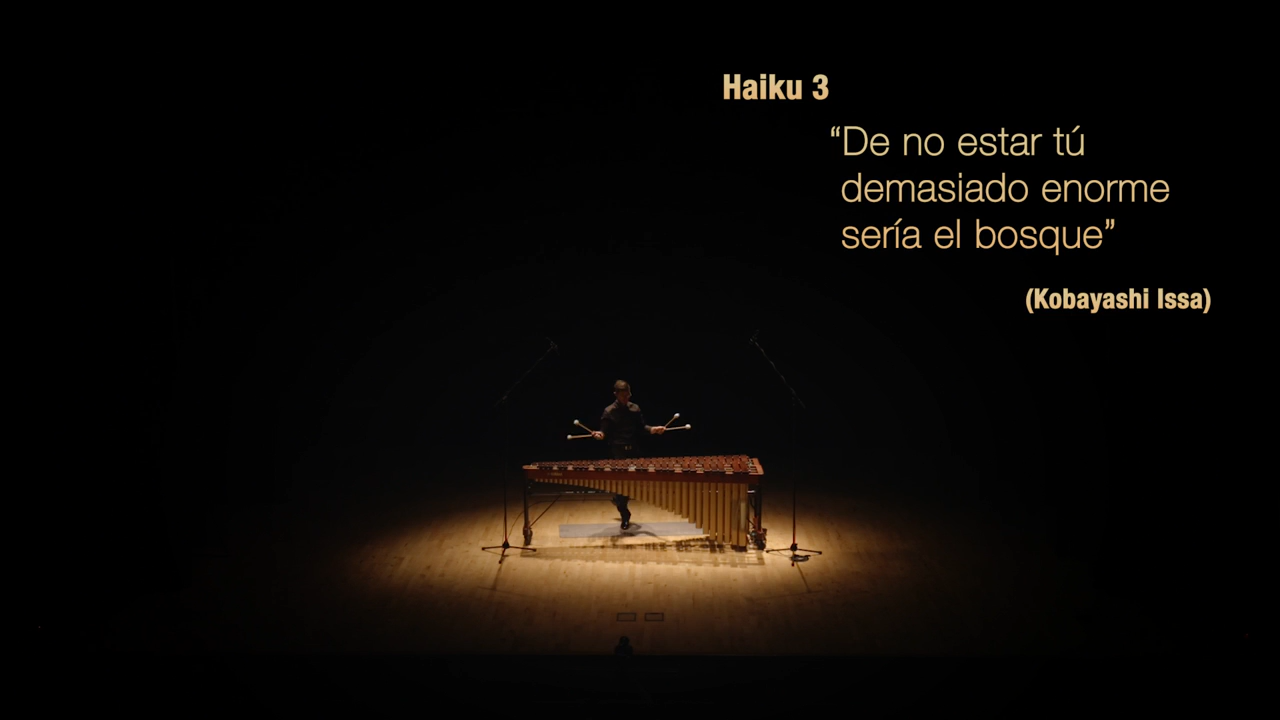 Haiku 3
“De no estar tú
demasiado enorme
sería el bosque”
(Kobayashi Issa)